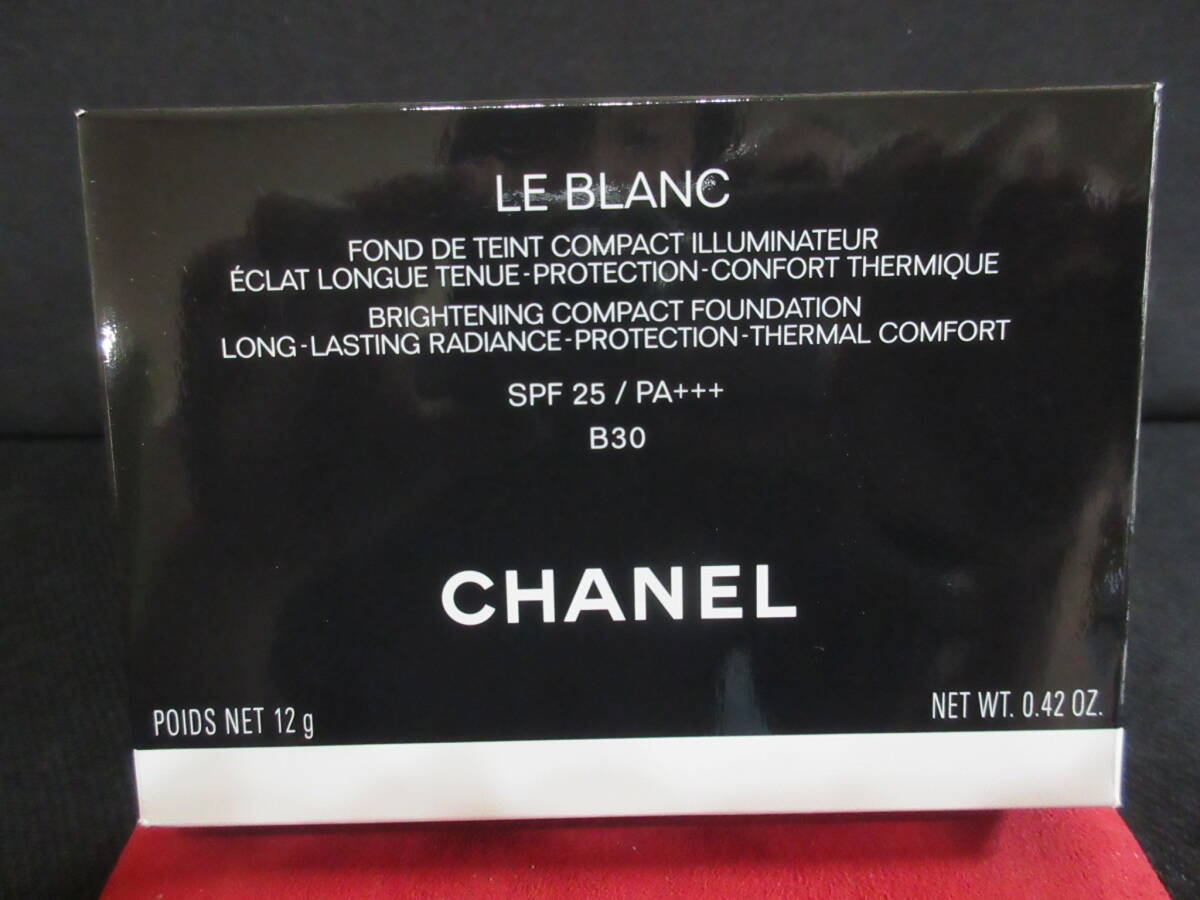 LE BLANC
FOND DE TEINT COMPACT ILLUMINATEUR
ÉCLAT LONGUE TENUE-PROTECTION-CONFORT THERMIQUE
BRIGHTENING COMPACT FOUNDATION
LONG-LASTING RADIANCE-PROTECTION-THERMAL COMFORT
SPF 25 / PA+++
B30
CHANEL
POIDS NET 12 g
NET WT. 0.42 OZ.